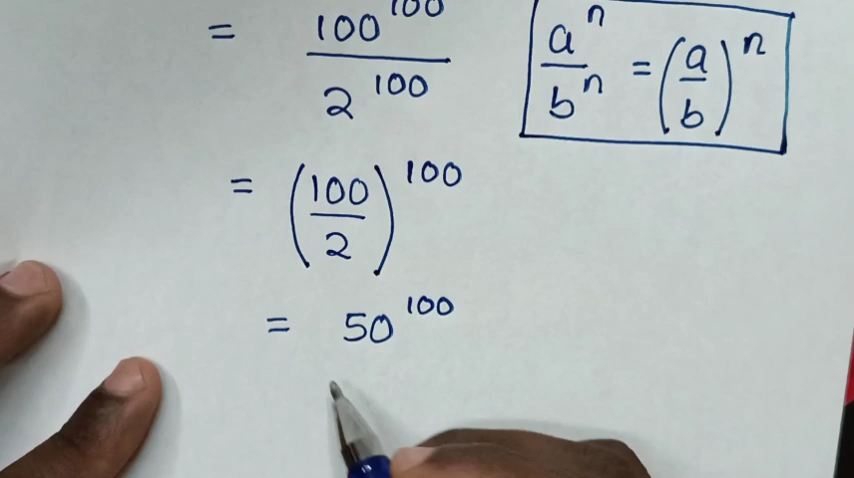 = 100^100 / 2^100
a^n / b^n = (a/b)^n
= (100/2)^100
= 50^100